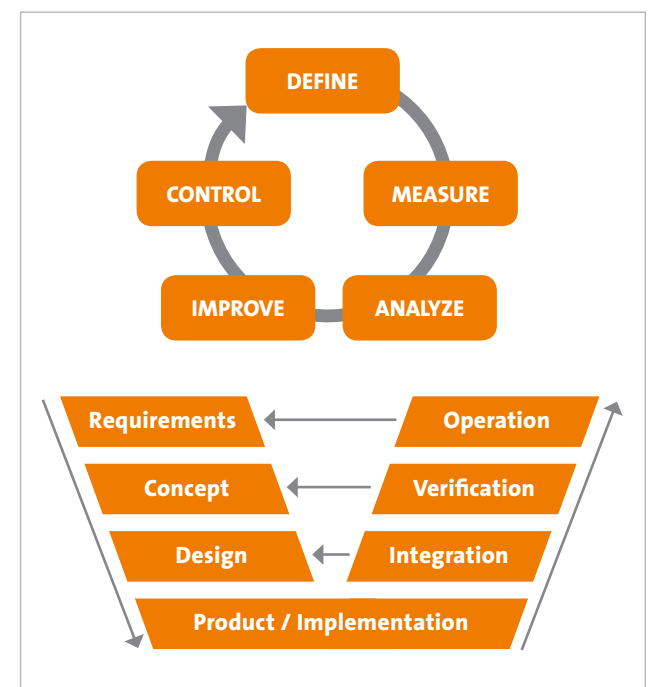 DEFINE
CONTROL
MEASURE
IMPROVE
ANALYZE
Requirements
Operation
Concept
Verification
Design
Integration
Product / Implementation